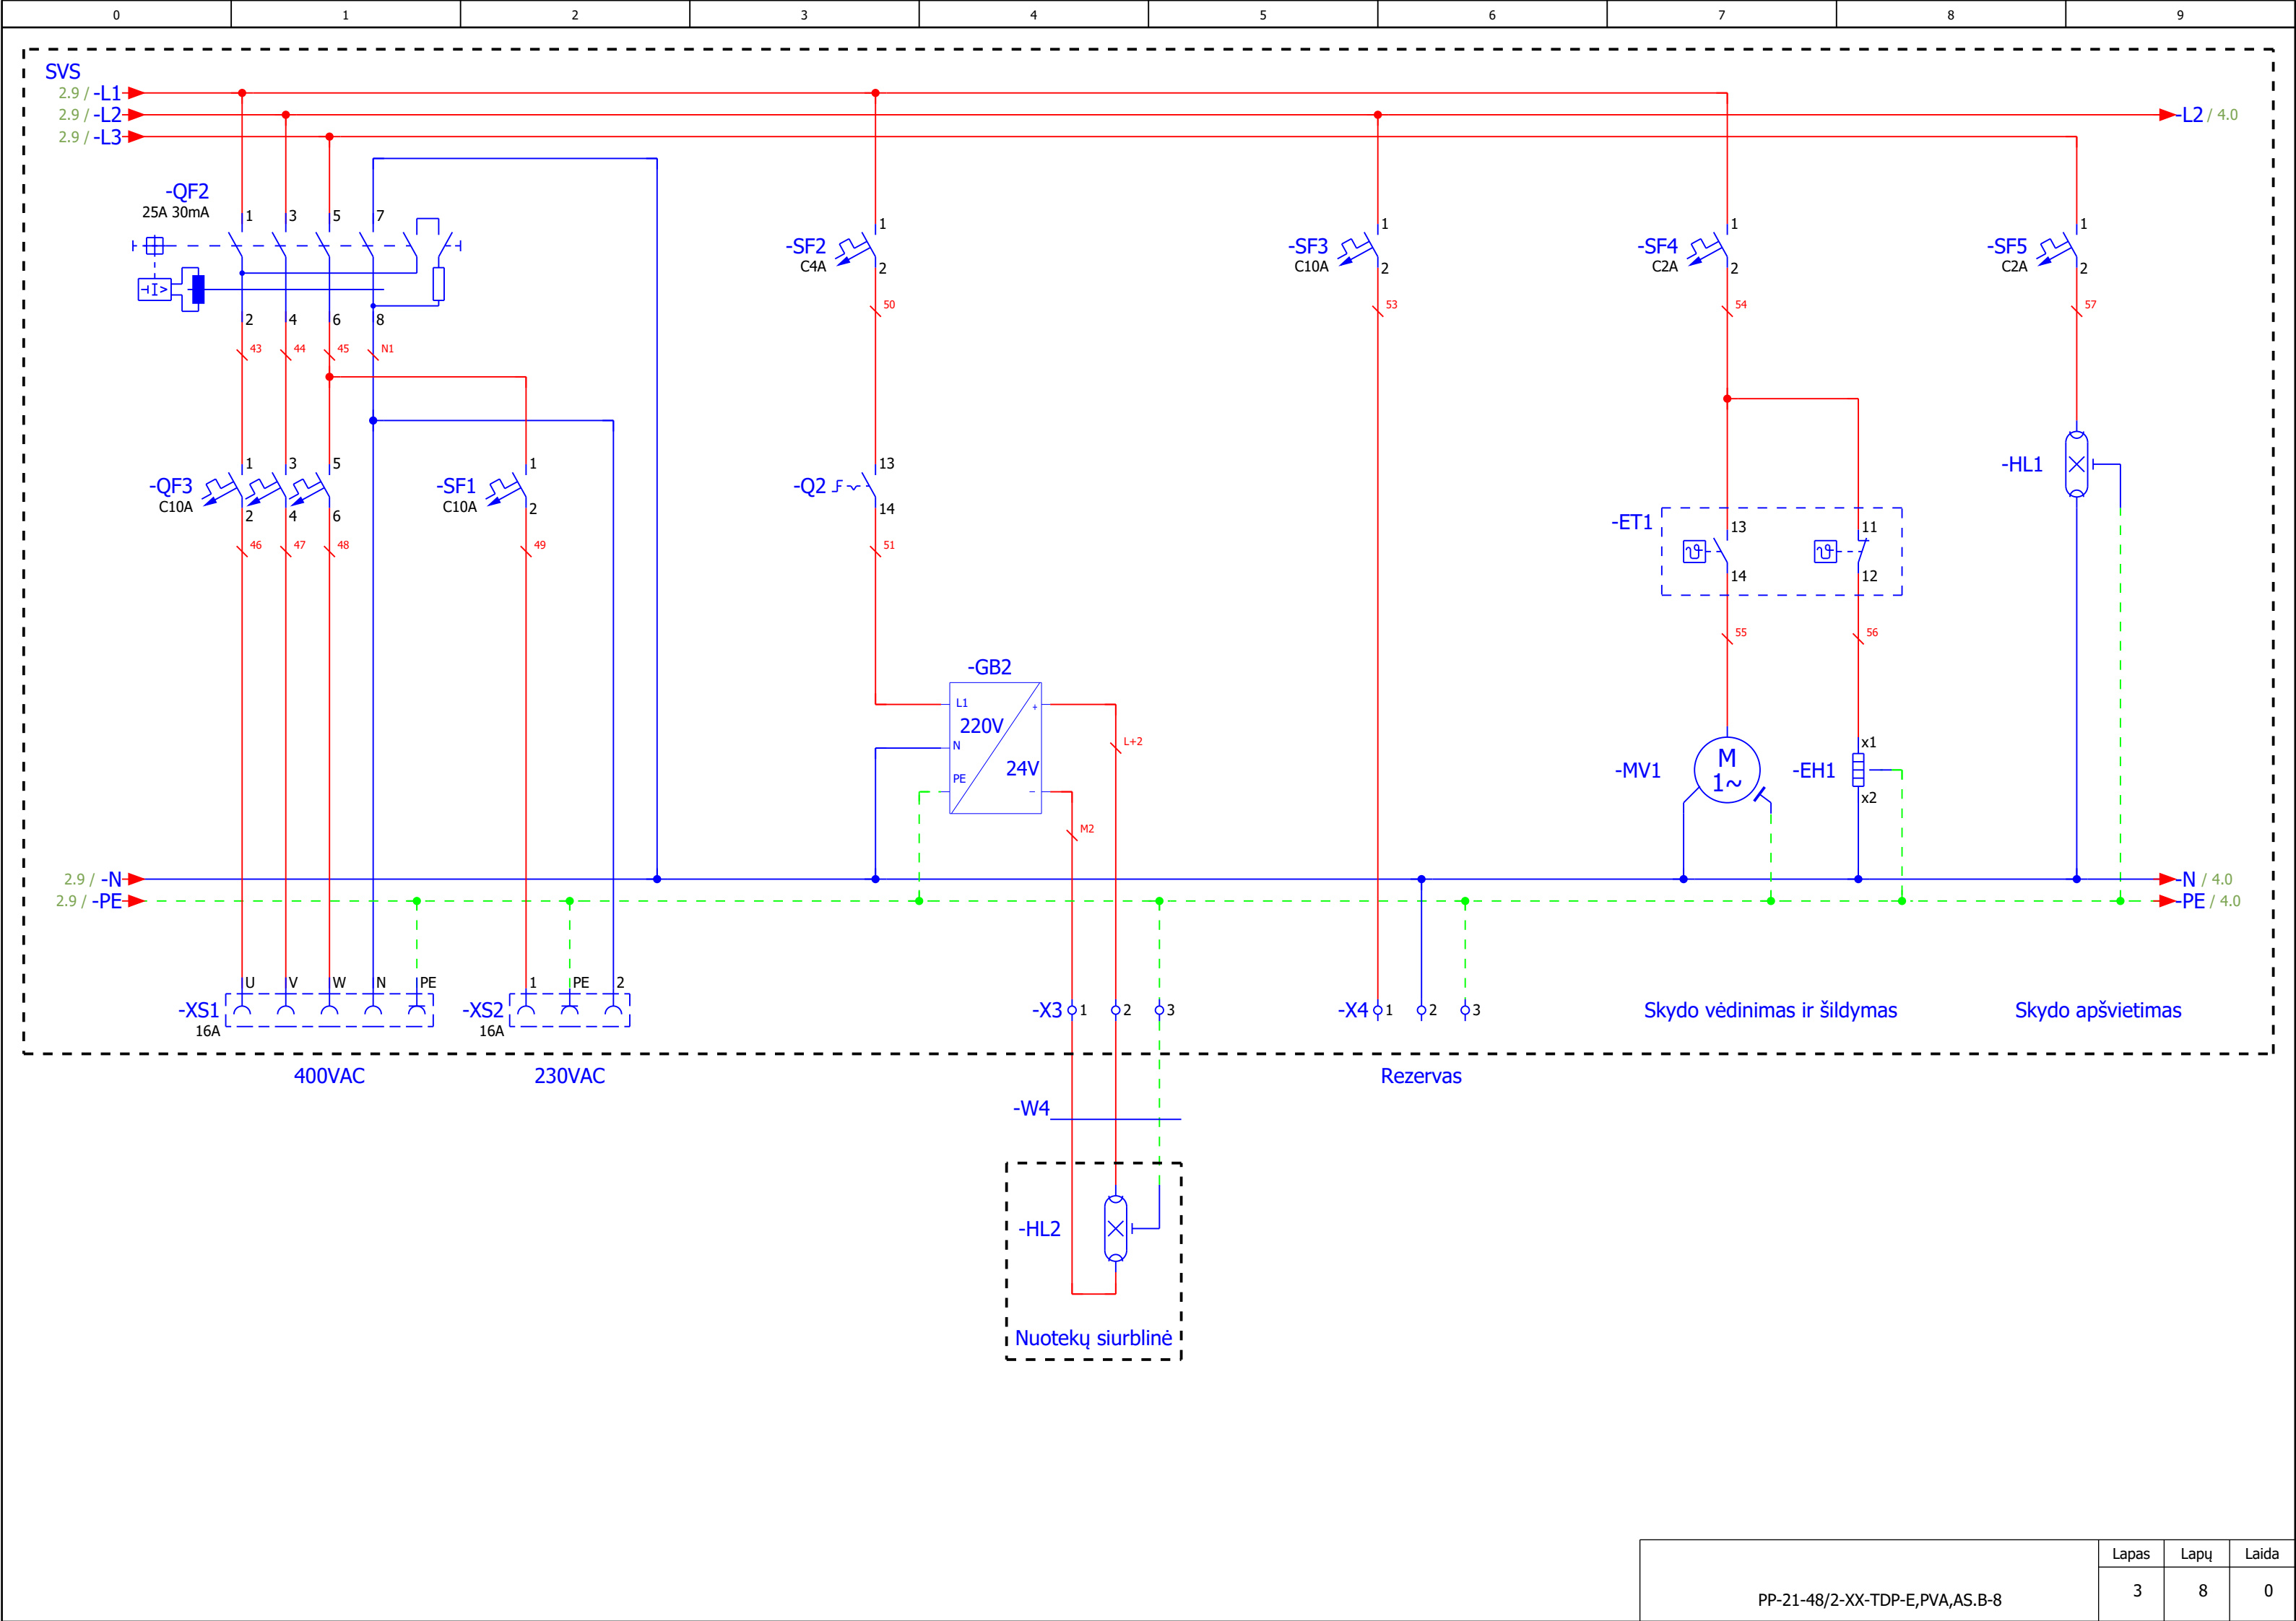 0 1 2 3 4 5 6 7 8 9
SVS
2.9 / -L1
2.9 / -L2
-L2 / 4.0
2.9 / -L3
-QF2
25A 30mA
1 3 5 7
2 4 6 8
43 44 45 N1
-SF2
C4A
1
2
50
-SF3
C10A
1
2
53
-SF4
C2A
1
2
54
-SF5
C2A
1
2
57
I>
-QF3
C10A
1 3 5
2 4 6
46 47 48
-SF1
C10A
1
2
49
-Q2
13
14
51
-HL1
-ET1
13
14
11
12
ϑ
ϑ
55
56
-GB2
L1
220V
N
PE
24V
+
−
L+2
M2
-MV1
M
1~
-EH1
x1
x2
2.9 / -N
-N / 4.0
2.9 / -PE
-PE / 4.0
-XS1
16A
U V W N PE
-XS2
16A
1 PE 2
-X3 1 2 3
-X4 1 2 3
Skydo vėdinimas ir šildymas
Skydo apšvietimas
400VAC
230VAC
Rezervas
-W4
-HL2
Nuotekų siurblinė
Lapas Lapų Laida
PP-21-48/2-XX-TDP-E,PVA,AS.B-8
3 8 0